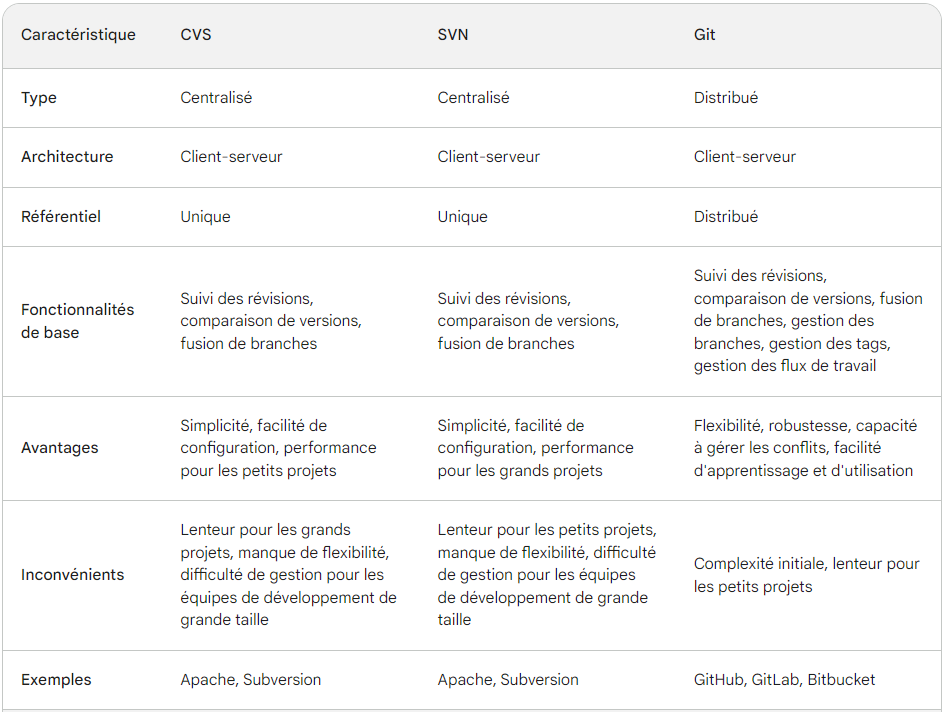 Caractéristique CVS SVN Git
Type Centralisé Centralisé Distribué
Architecture Client-serveur Client-serveur Client-serveur
Référentiel Unique Unique Distribué
Fonctionnalités
de base
Suivi des révisions,
comparaison de versions,
fusion de branches
Suivi des révisions,
comparaison de versions,
fusion de branches
Suivi des révisions,
comparaison de versions, fusion
de branches, gestion des
branches, gestion des tags,
gestion des flux de travail
Avantages
Simplicité, facilité de
configuration, performance
pour les petits projets
Simplicité, facilité de
configuration, performance
pour les grands projets
Flexibilité, robustesse, capacité
à gérer les conflits, facilité
d'apprentissage et d'utilisation
Inconvénients
Lenteur pour les grands
projets, manque de flexibilité,
difficulté de gestion pour les
équipes de développement de
grande taille
Lenteur pour les petits projets,
manque de flexibilité, difficulté
de gestion pour les équipes
de développement de grande
taille
Complexité initiale, lenteur pour
les petits projets
Exemples Apache, Subversion Apache, Subversion GitHub, GitLab, Bitbucket